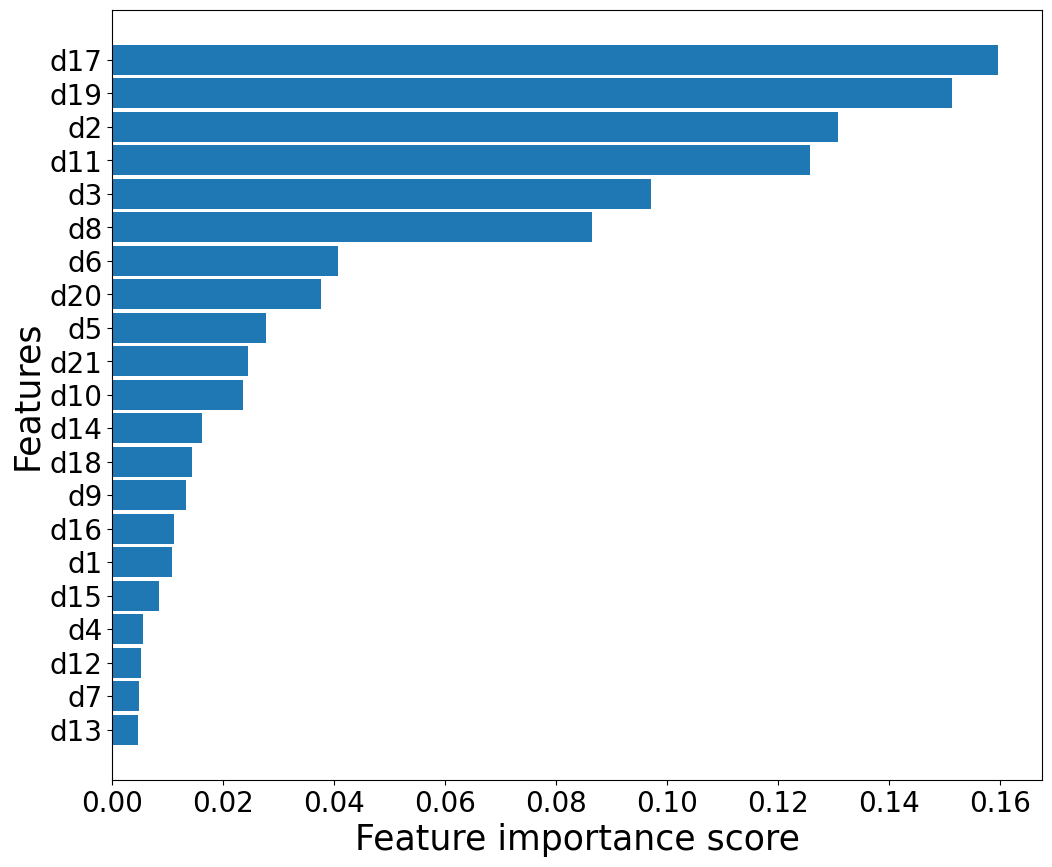 d17
d19
d2
d11
d3
d8
d6
d20
d5
d21
d10
d14
d18
d9
d16
d1
d15
d4
d12
d7
d13
Features
0.00 0.02 0.04 0.06 0.08 0.10 0.12 0.14 0.16
Feature importance score